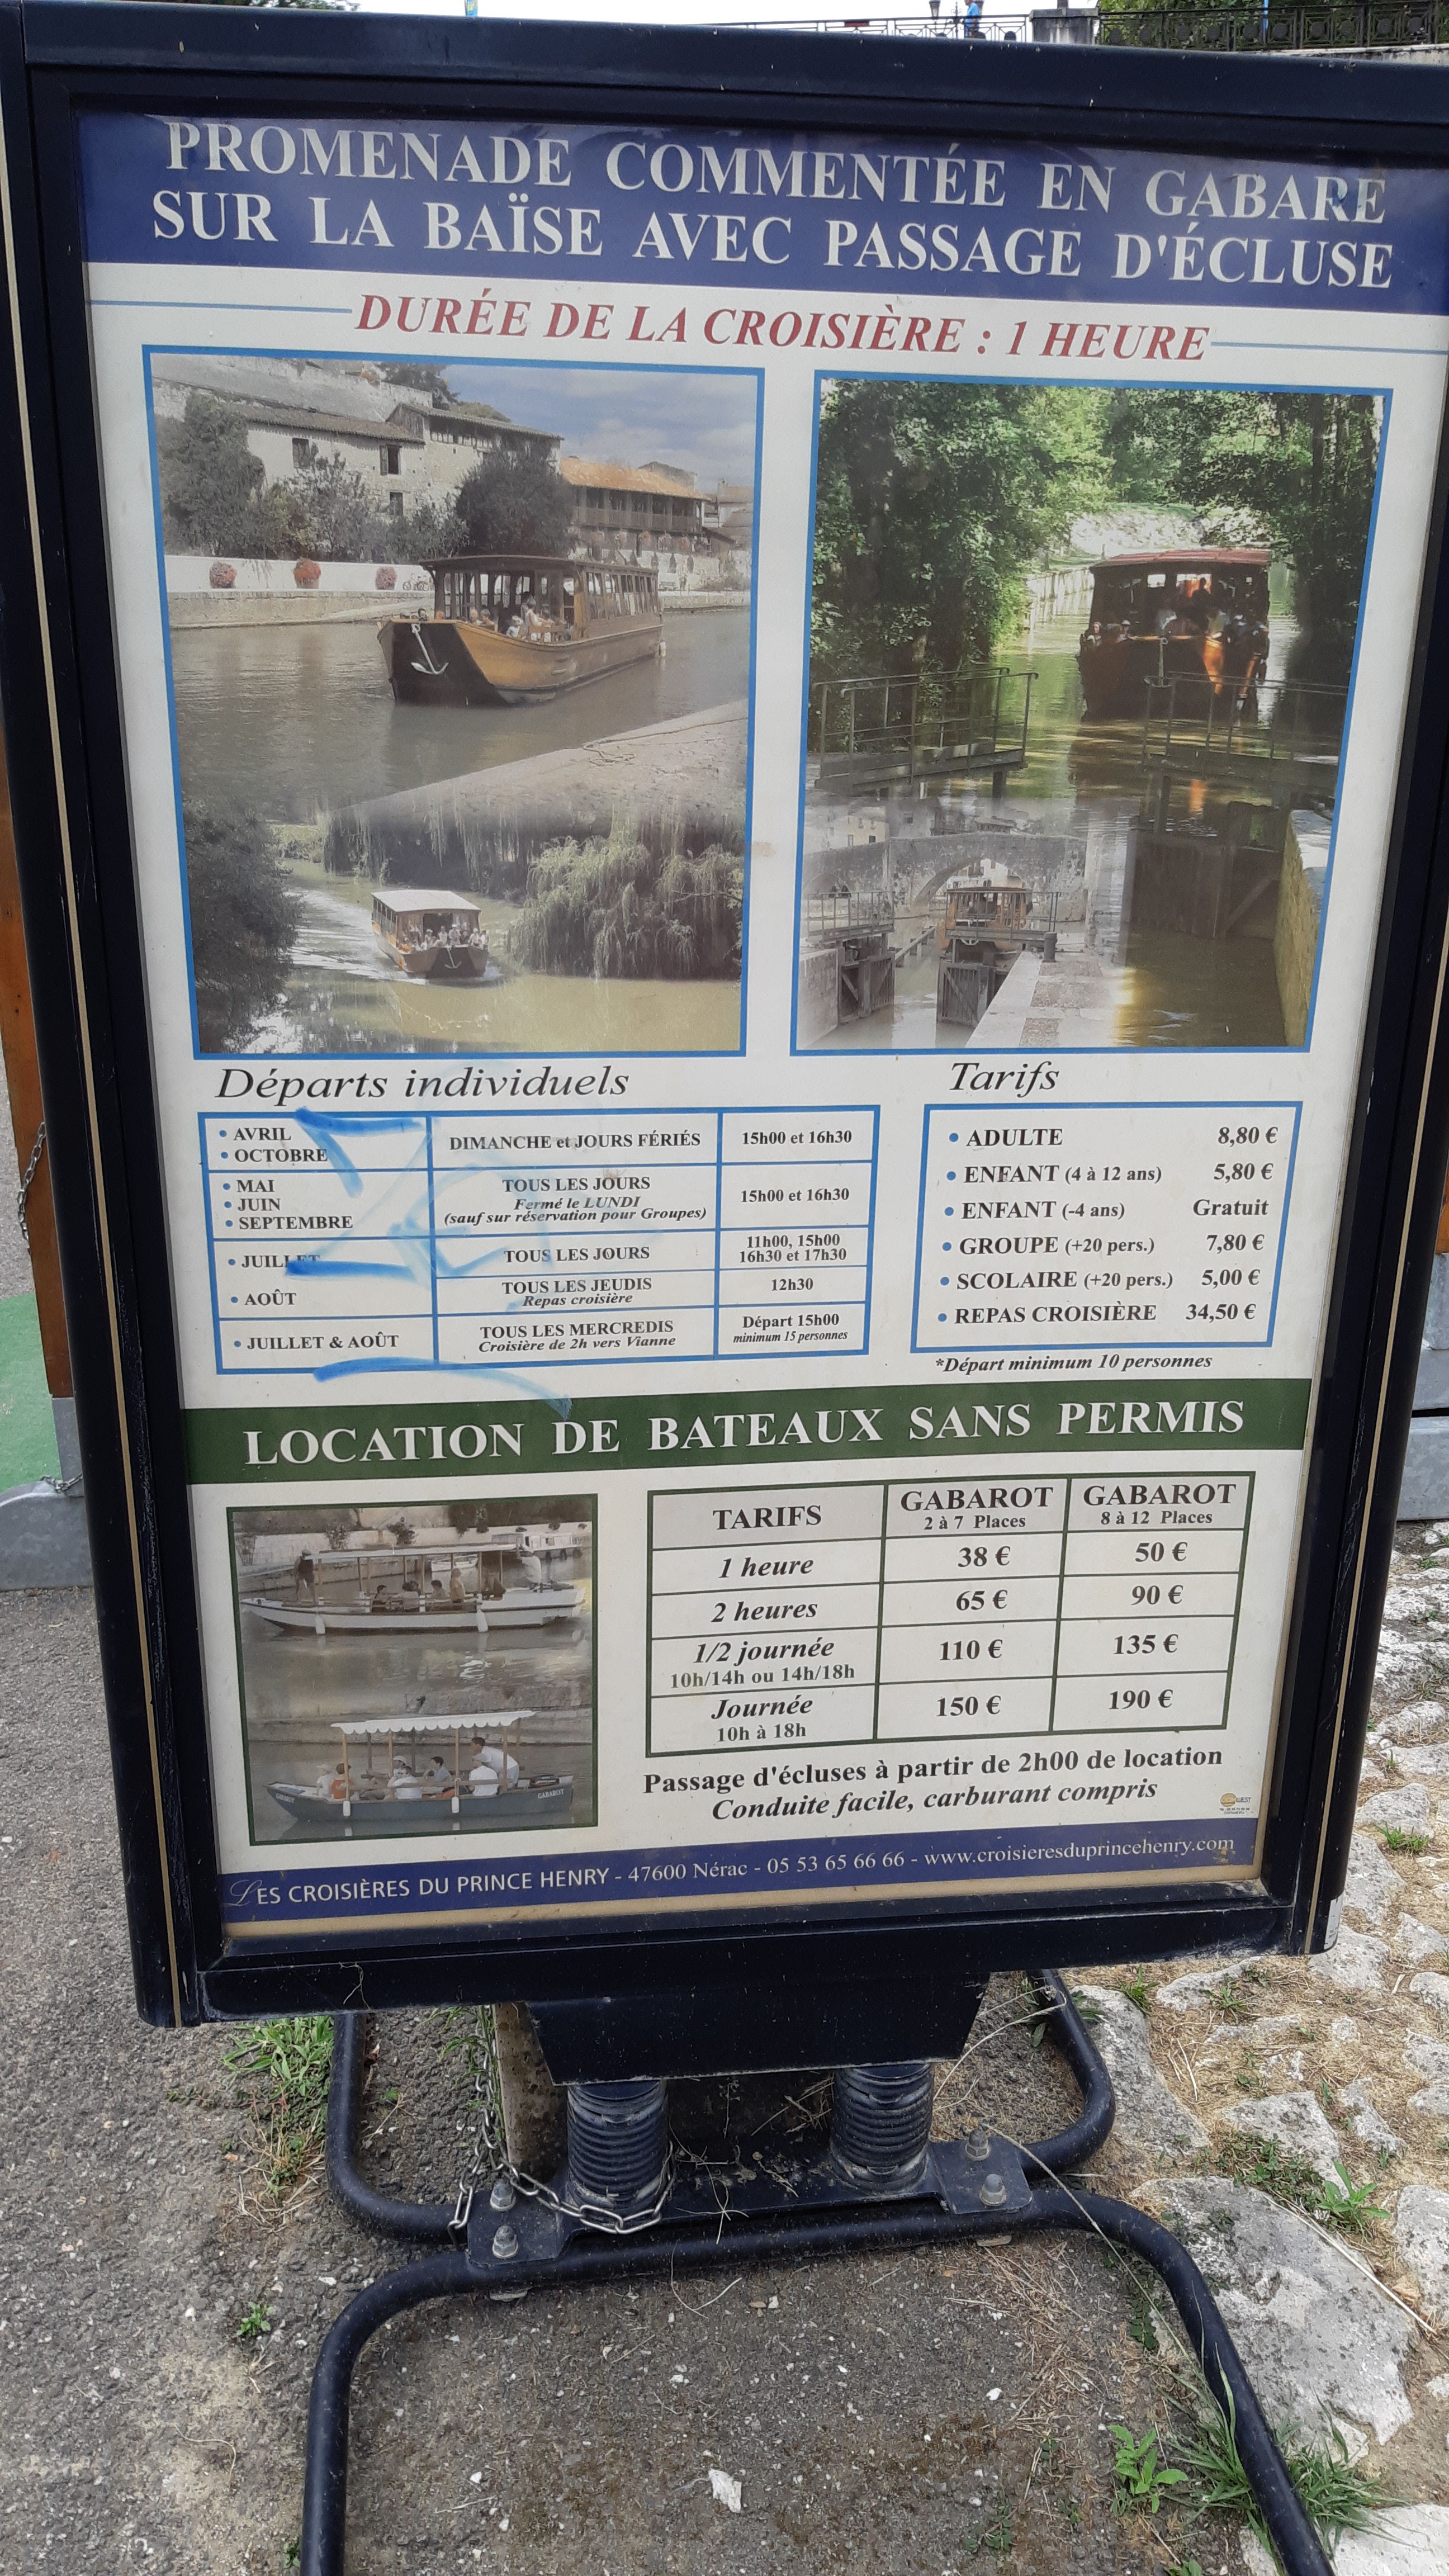 PROMENADE COMMENTÉE EN GABARE
SUR LA BAÏSE AVEC PASSAGE D'ÉCLUSE
DURÉE DE LA CROISIÈRE : 1 HEURE
Départs individuels
• AVRIL
• OCTOBRE
DIMANCHE et JOURS FÉRIÉS
15h00 et 16h30
• MAI
• JUIN
• SEPTEMBRE
TOUS LES JOURS
Fermé le LUNDI
(sauf sur réservation pour Groupes)
15h00 et 16h30
• JUILLET
• AOÛT
TOUS LES JOURS
11h00, 15h00
16h30 et 17h30
TOUS LES JEUDIS
Repas croisière
12h30
• JUILLET & AOÛT
TOUS LES MERCREDIS
Croisière de 2h vers Vianne
Départ 15h00
minimum 15 personnes
Tarifs
• ADULTE 8,80 €
• ENFANT (4 à 12 ans) 5,80 €
• ENFANT (-4 ans) Gratuit
• GROUPE (+20 pers.) 7,80 €
• SCOLAIRE (+20 pers.) 5,00 €
• REPAS CROISIÈRE 34,50 €
*Départ minimum 10 personnes
LOCATION DE BATEAUX SANS PERMIS
TARIFS
GABAROT
2 à 7 Places
GABAROT
8 à 12 Places
1 heure 38 € 50 €
2 heures 65 € 90 €
1/2 journée 110 € 135 €
10h/14h ou 14h/18h
Journée 150 € 190 €
10h à 18h
GABAROT
GABAROT
Passage d'écluses à partir de 2h00 de location
Conduite facile, carburant compris
LES CROISIÈRES DU PRINCE HENRY - 47600 Nérac - 05 53 65 66 66 - www.croisieresduprincehenry.com